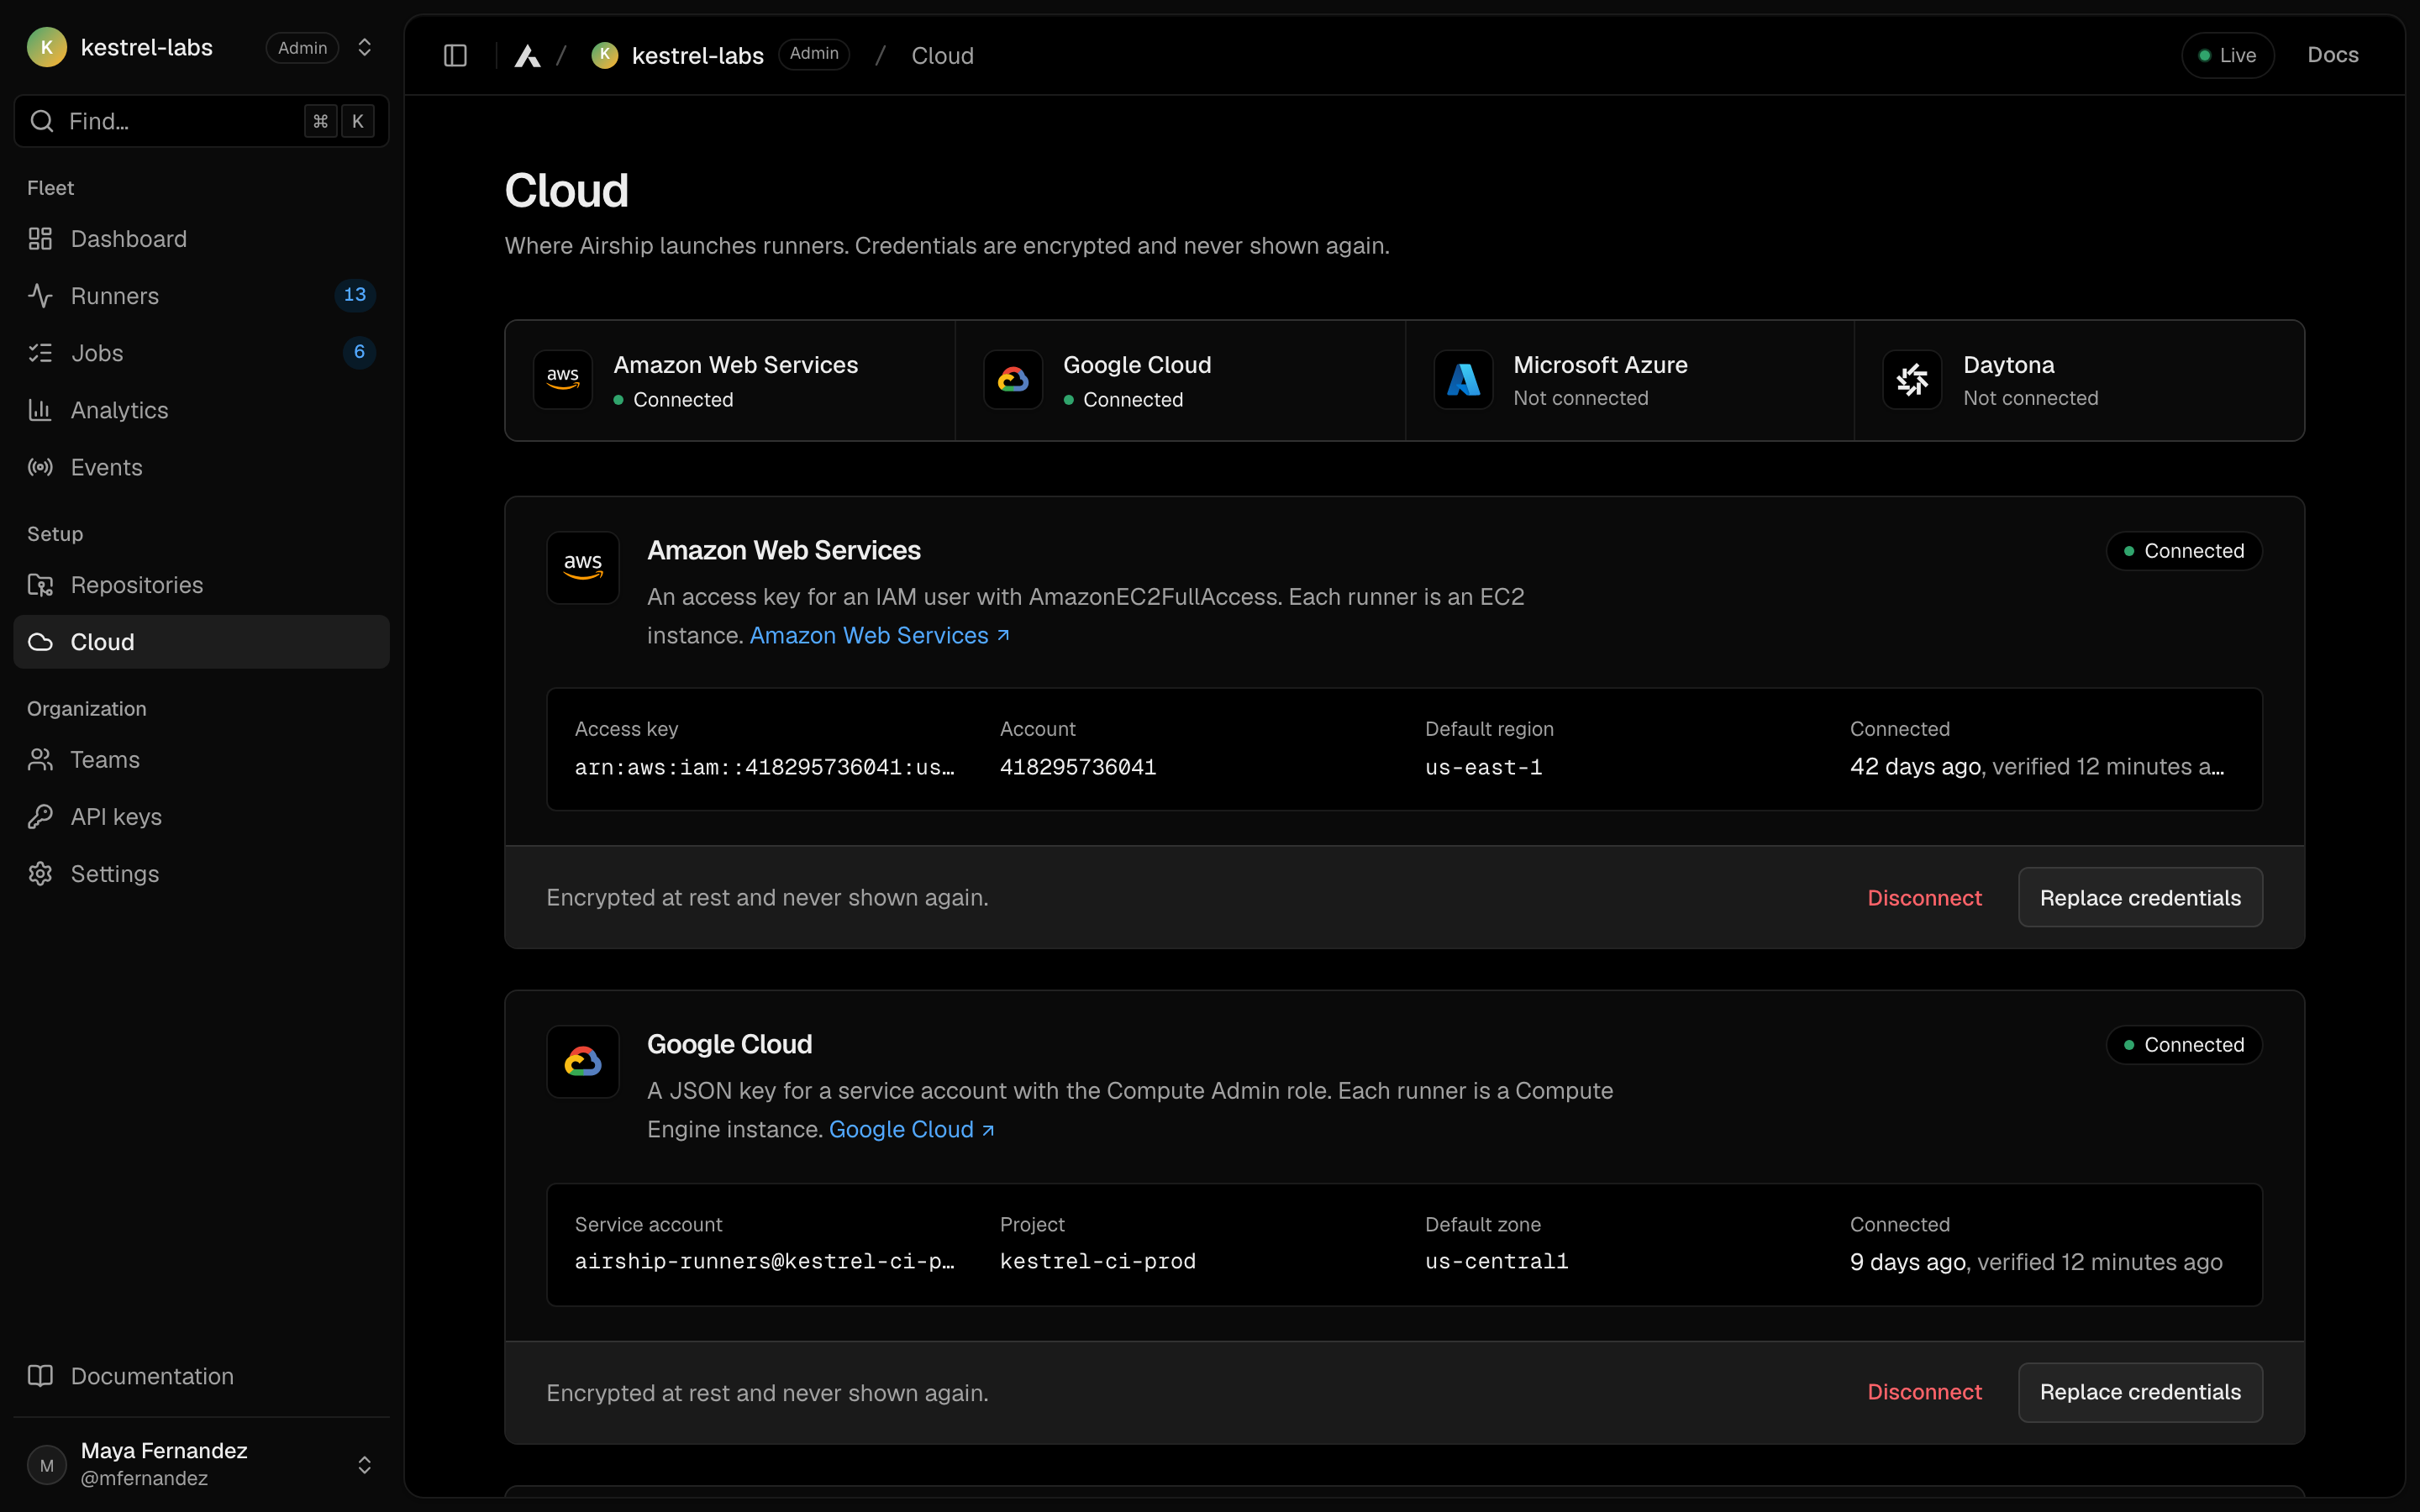 K kestrel-labs Admin
Find... ⌘ K
Fleet
Dashboard
Runners 13
Jobs 6
Analytics
Events
Setup
Repositories
Cloud
Organization
Teams
API keys
Settings
Documentation
M Maya Fernandez
@mfernandez
/ K kestrel-labs Admin / Cloud
Live Docs
Cloud
Where Airship launches runners. Credentials are encrypted and never shown again.
aws Amazon Web Services
Connected
Google Cloud
Connected
Microsoft Azure
Not connected
Daytona
Not connected
aws Amazon Web Services Connected
An access key for an IAM user with AmazonEC2FullAccess. Each runner is an EC2
instance. Amazon Web Services ↗
Access key Account Default region Connected
arn:aws:iam::418295736041:us… 418295736041 us-east-1 42 days ago, verified 12 minutes a…
Encrypted at rest and never shown again. Disconnect Replace credentials
Google Cloud Connected
A JSON key for a service account with the Compute Admin role. Each runner is a Compute
Engine instance. Google Cloud ↗
Service account Project Default zone Connected
airship-runners@kestrel-ci-p… kestrel-ci-prod us-central1 9 days ago, verified 12 minutes ago
Encrypted at rest and never shown again. Disconnect Replace credentials